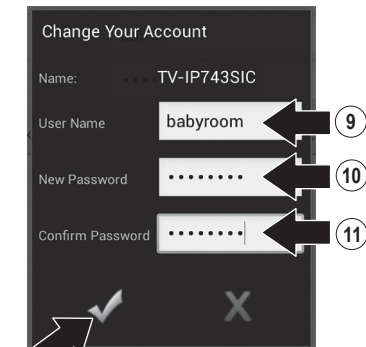 Change Your Account
Name: TV-IP743SIC
User Name babyroom 9
New Password •••••••• 10
Confirm Password •••••••• 11
X